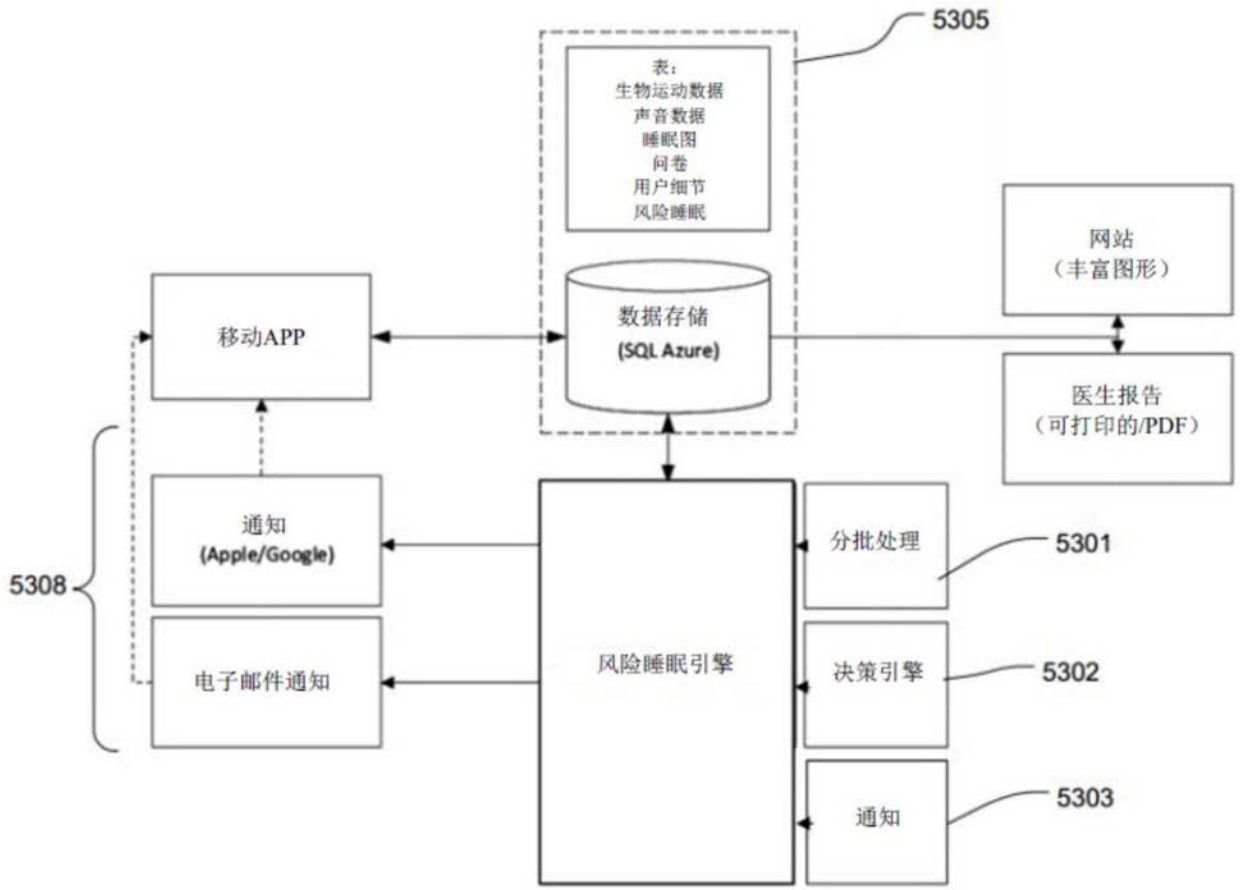 5305
表：
生物运动数据
声音数据
睡眠图
问卷
用户细节
风险睡眠
网站
（丰富图形）
移动APP
数据存储
(SQL Azure)
医生报告
（可打印的/PDF）
通知
(Apple/Google)
分批处理
5301
5308
风险睡眠引擎
电子邮件通知
决策引擎
5302
通知
5303